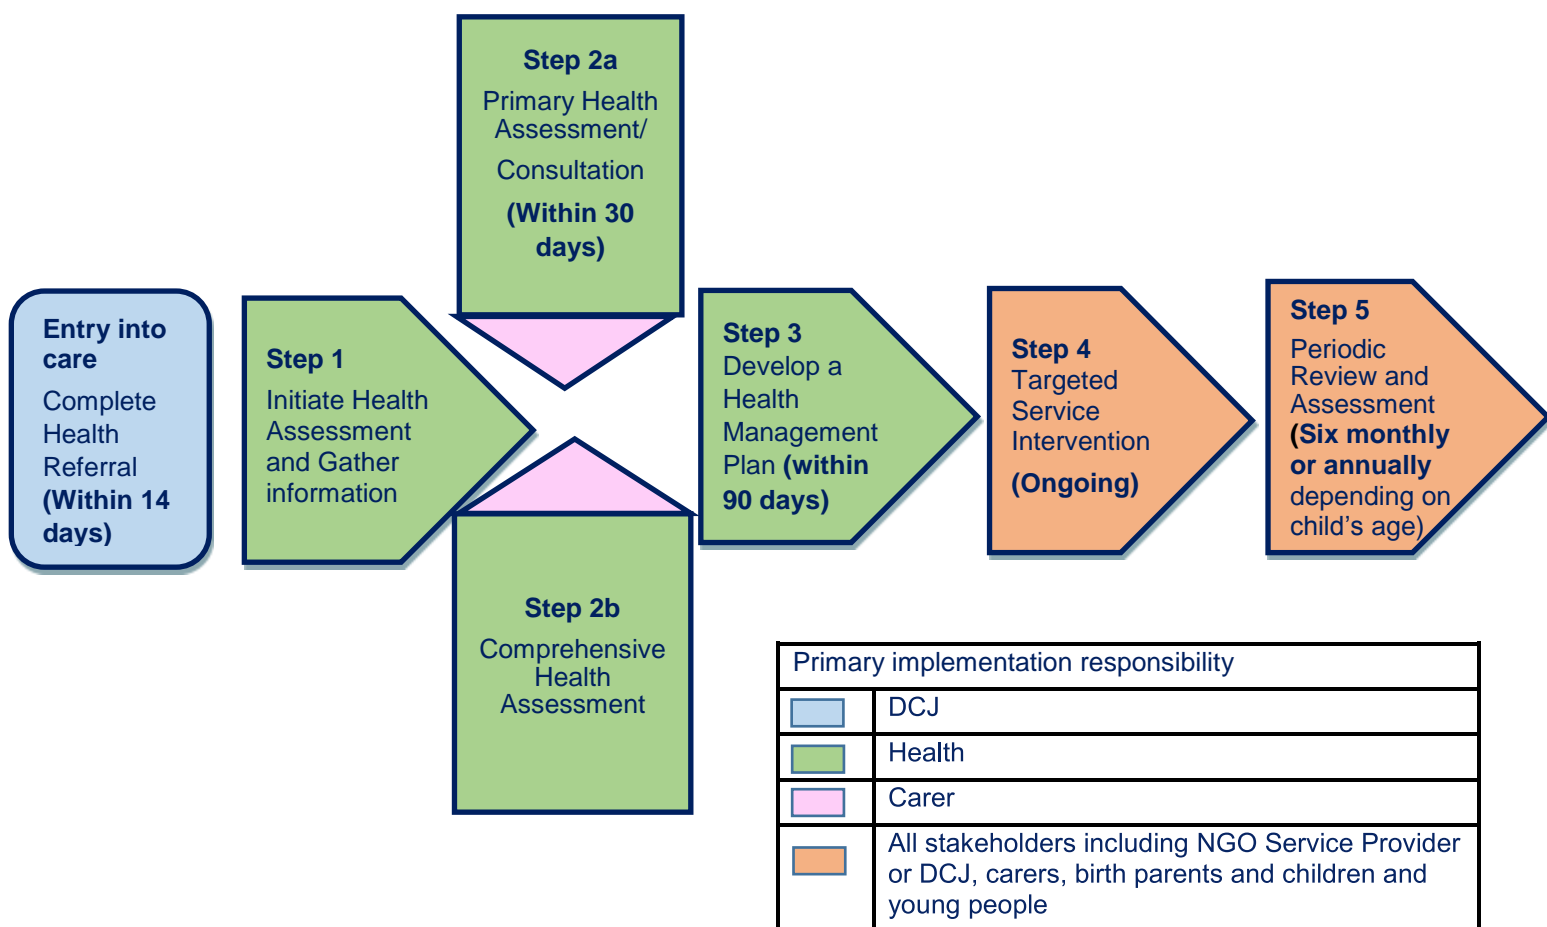 Step 2a
Primary Health
Assessment/
Consultation
(Within 30
days)
Entry into
care
Complete
Health
Referral
(Within 14
days)
Step 1
Initiate Health
Assessment
and Gather
information
Step 2b
Comprehensive
Health
Assessment
Step 3
Develop a
Health
Management
Plan (within
90 days)
Step 4
Targeted
Service
Intervention
(Ongoing)
Step 5
Periodic
Review and
Assessment
(Six monthly
or annually
depending on
child's age)
Primary implementation responsibility
DCJ
Health
Carer
All stakeholders including NGO Service Provider
or DCJ, carers, birth parents and children and
young people